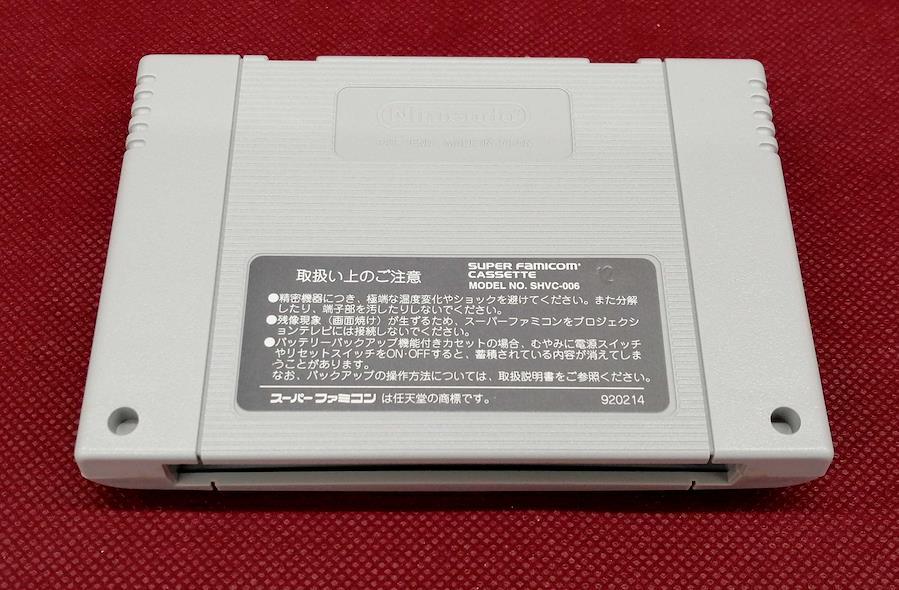 Nintendo®
取扱い上のご注意
SUPER FAMICOM®
CASSETTE
MODEL NO. SHVC-006
●精密機器につき、極端な温度変化やショックを避けてください。また分解
したり、端子部を汚したりしないでください。
●残像現象（画面焼け）が生ずるため、スーパーファミコンをプロジェクシ
ョンテレビには接続しないでください。
●バッテリーバックアップ機能付きカセットの場合、むやみに電源スイッチ
やリセットスイッチをON・OFFすると、蓄積されている内容が消えてしま
うことがあります。
なお、バックアップの操作方法については、取扱説明書をご参照ください。
スーパーファミコン は任天堂の商標です。
920214